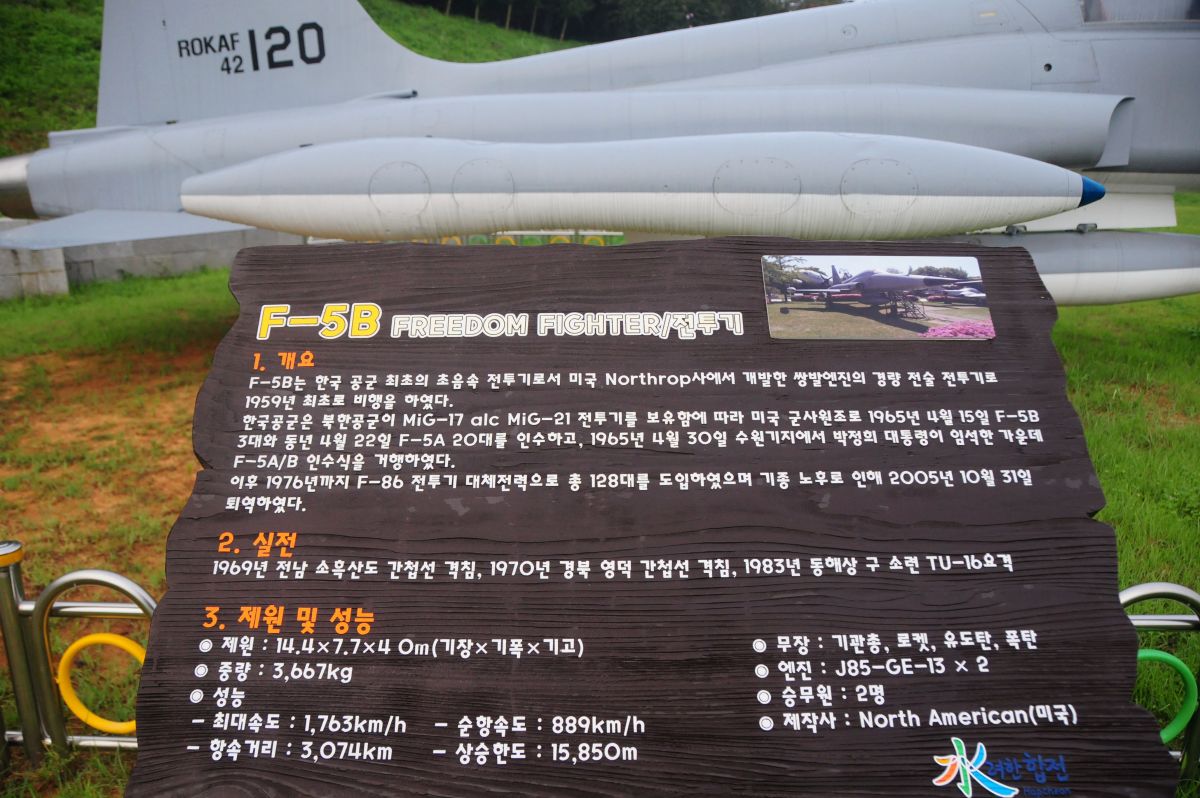 ROKAF
42 120
F-5B FREEDOM FIGHTER/전투기
1. 개요
F-5B는 한국 공군 최초의 초음속 전투기로서 미국 Northrop사에서 개발한 쌍발엔진의 경량 전술 전투기로
1959년 최초로 비행을 하였다.
한국공군은 북한공군이 MiG-17 alc MiG-21 전투기를 보유함에 따라 미국 군사원조로 1965년 4월 15일 F-5B
3대와 동년 4월 22일 F-5A 20대를 인수하고, 1965년 4월 30일 수원기지에서 박정희 대통령이 임석한 가운데
F-5A/B 인수식을 거행하였다.
이후 1976년까지 F-86 전투기 대체전력으로 총 128대를 도입하였으며 기종 노후로 인해 2005년 10월 31일
퇴역하였다.
2. 실전
1969년 전남 소흑산도 간첩선 격침, 1970년 경북 영덕 간첩선 격침, 1983년 동해상 구 소련 TU-16요격
3. 제원 및 성능
◉ 제원 : 14.4×7.7×4 0m(기장×기폭×기고)
◉ 중량 : 3,667kg
◉ 성능
- 최대속도 : 1,763km/h - 순항속도 : 889km/h
- 항속거리 : 3,074km - 상승한도 : 15,850m
◉ 무장 : 기관총, 로켓, 유도탄, 폭탄
◉ 엔진 : J85-GE-13 × 2
◉ 승무원 : 2명
◉ 제작사 : North American(미국)
水려한 합천
Hapcheon